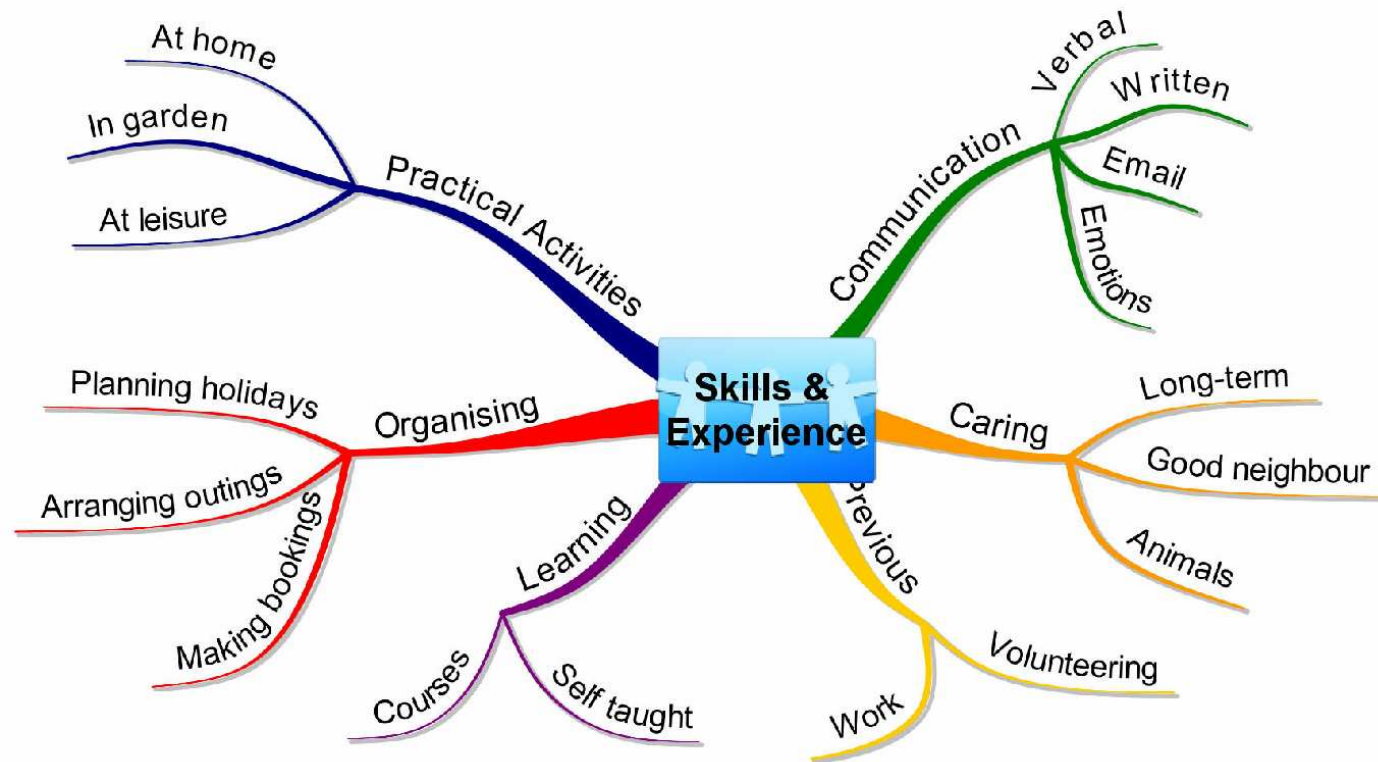 Skills &
Experience
Communication
Verbal
Written
Email
Emotions
Caring
Long-term
Good neighbour
Animals
Previous
Volunteering
Work
Learning
Self taught
Courses
Organising
Planning holidays
Arranging outings
Making bookings
Practical Activities
At home
In garden
At leisure